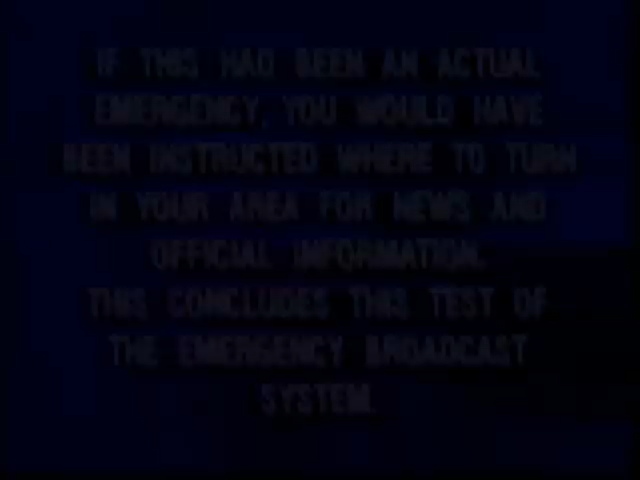 IF THIS HAD BEEN AN ACTUAL
EMERGENCY, YOU WOULD HAVE
BEEN INSTRUCTED WHERE TO TURN
IN YOUR AREA FOR NEWS AND
OFFICIAL INFORMATION.
THIS CONCLUDES THIS TEST OF
THE EMERGENCY BROADCAST
SYSTEM.